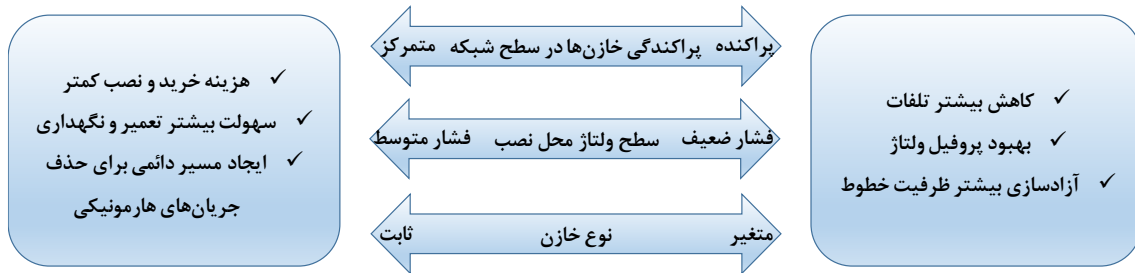 ✓ کاهش بیشتر تلفات
✓ بهبود پروفیل ولتاژ
✓ آزادسازی بیشتر ظرفیت خطوط
پراکنده پراکندگی خازن‌ها در سطح شبکه متمرکز
فشار ضعیف سطح ولتاژ محل نصب فشار متوسط
متغیر نوع خازن ثابت
✓ هزینه خرید و نصب کمتر
✓ سهولت بیشتر تعمیر و نگهداری
✓ ایجاد مسیر دائمی برای حذف
جریان‌های هارمونیکی